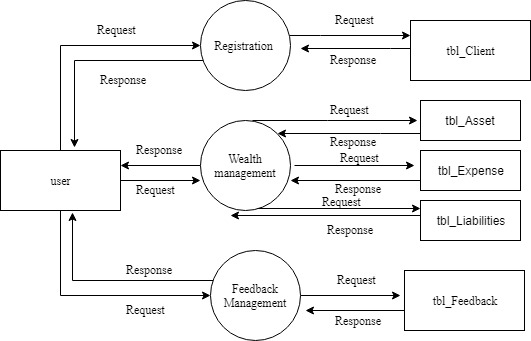 Request
Registration
Request
tbl_Client
Response
Response
Request
tbl_Asset
Response
Response
Wealth
management
Request
tbl_Expense
user
Request
Response
Request
tbl_Liabilities
Response
Response
Feedback
Management
Request
tbl_Feedback
Request
Response